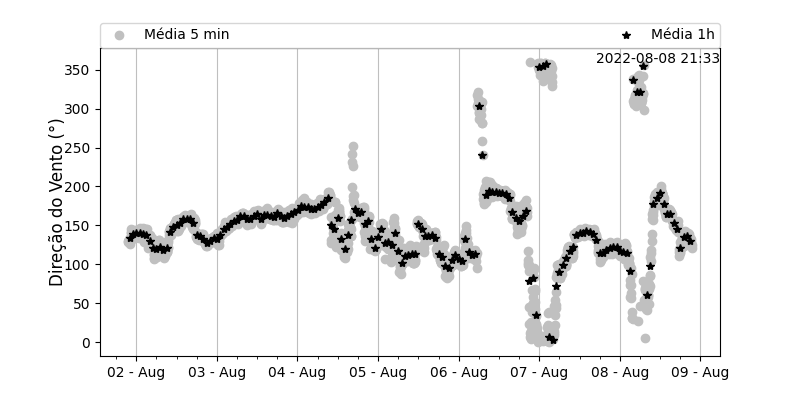 Média 5 min
Média 1h
2022-08-08 21:33
Direção do Vento (°)
350
300
250
200
150
100
50
0
02 - Aug
03 - Aug
04 - Aug
05 - Aug
06 - Aug
07 - Aug
08 - Aug
09 - Aug